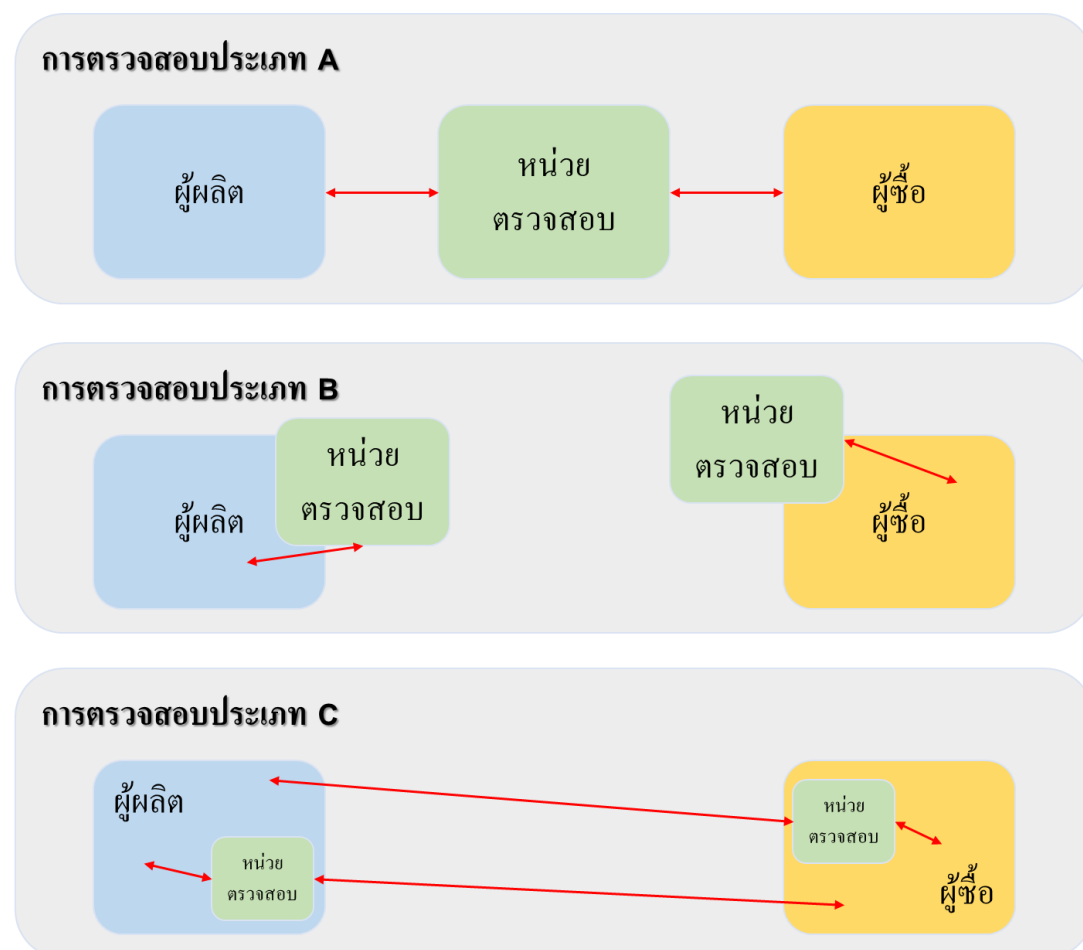 การตรวจสอบประเภท A
ผู้ผลิต
หน่วย
ตรวจสอบ
ผู้ซื้อ
การตรวจสอบประเภท B
ผู้ผลิต
หน่วย
ตรวจสอบ
หน่วย
ตรวจสอบ
ผู้ซื้อ
การตรวจสอบประเภท C
ผู้ผลิต
หน่วย
ตรวจสอบ
หน่วย
ตรวจสอบ
ผู้ซื้อ